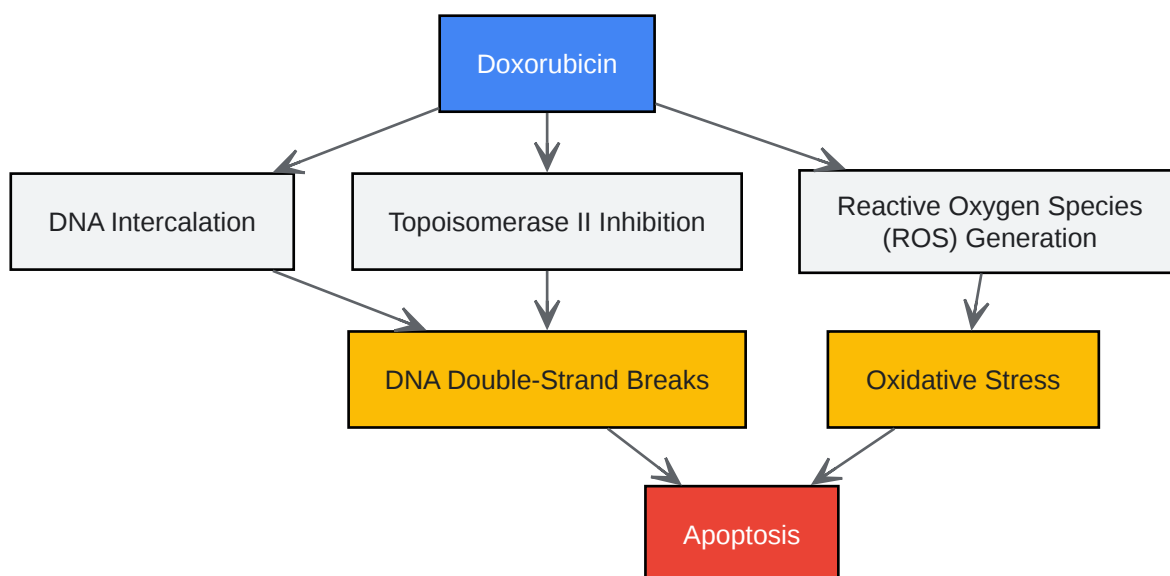 Doxorubicin
DNA Intercalation
Topoisomerase II Inhibition
Reactive Oxygen Species
(ROS) Generation
DNA Double-Strand Breaks
Oxidative Stress
Apoptosis